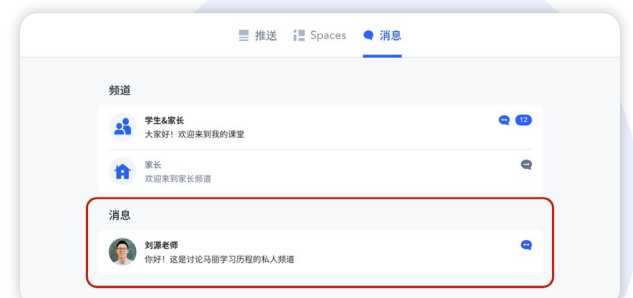 推送 Spaces 消息
频道
学生&家长
大家好！欢迎来到我的课堂
12
家长
欢迎来到家长频道
消息
刘源老师
你好！这是讨论马丽学习历程的私人频道